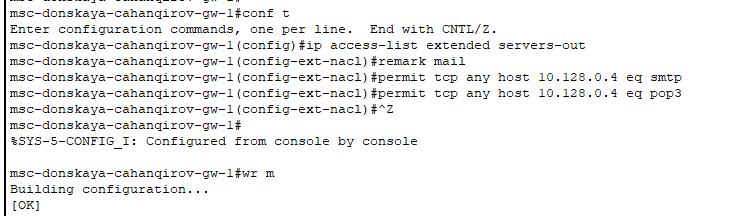 msc-donskaya-cahanqirov-gw-1#conf t
Enter configuration commands, one per line.  End with CNTL/Z.
msc-donskaya-cahanqirov-gw-1(config)#ip access-list extended servers-out
msc-donskaya-cahanqirov-gw-1(config-ext-nacl)#remark mail
msc-donskaya-cahanqirov-gw-1(config-ext-nacl)#permit tcp any host 10.128.0.4 eq smtp
msc-donskaya-cahanqirov-gw-1(config-ext-nacl)#permit tcp any host 10.128.0.4 eq pop3
msc-donskaya-cahanqirov-gw-1(config-ext-nacl)#^Z
msc-donskaya-cahanqirov-gw-1#
%SYS-5-CONFIG_I: Configured from console by console
msc-donskaya-cahanqirov-gw-1#wr m
Building configuration...
[OK]